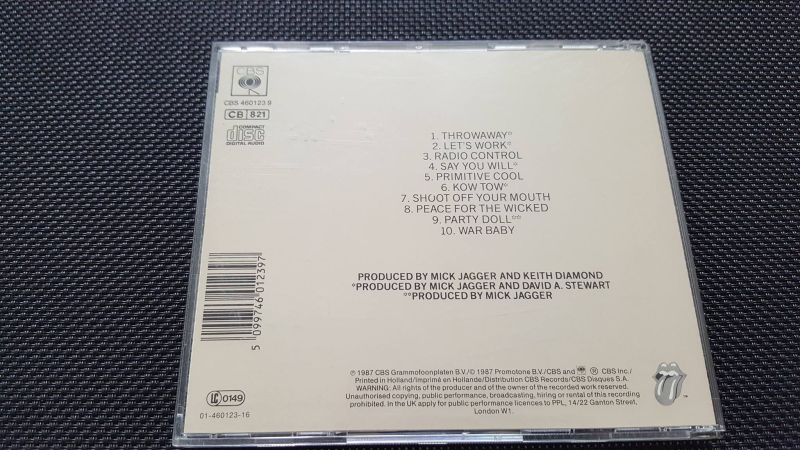 CBS
CBS 460123 9
CB 821
COMPACT
disc
DIGITAL AUDIO
1. THROWAWAY°
2. LET'S WORK°
3. RADIO CONTROL
4. SAY YOU WILL°
5. PRIMITIVE COOL
6. KOW TOW°
7. SHOOT OFF YOUR MOUTH
8. PEACE FOR THE WICKED
9. PARTY DOLL°°
10. WAR BABY
PRODUCED BY MICK JAGGER AND KEITH DIAMOND
°PRODUCED BY MICK JAGGER AND DAVID A. STEWART
°°PRODUCED BY MICK JAGGER
5 099746 012397
℗ 1987 CBS Grammofoonplaten B.V./© 1987 Promotone B.V./CBS and ® CBS Inc./
Printed in Holland/Imprimé en Hollande/Distribution CBS Records/CBS Disques S.A.
WARNING: All rights of the producer and of the owner of the recorded work reserved.
Unauthorised copying, public performance, broadcasting, hiring or rental of this recording
prohibited. In the UK apply for public performance licences to PPL, 14/22 Ganton Street,
London W1.
LC 0149
01-460123-16